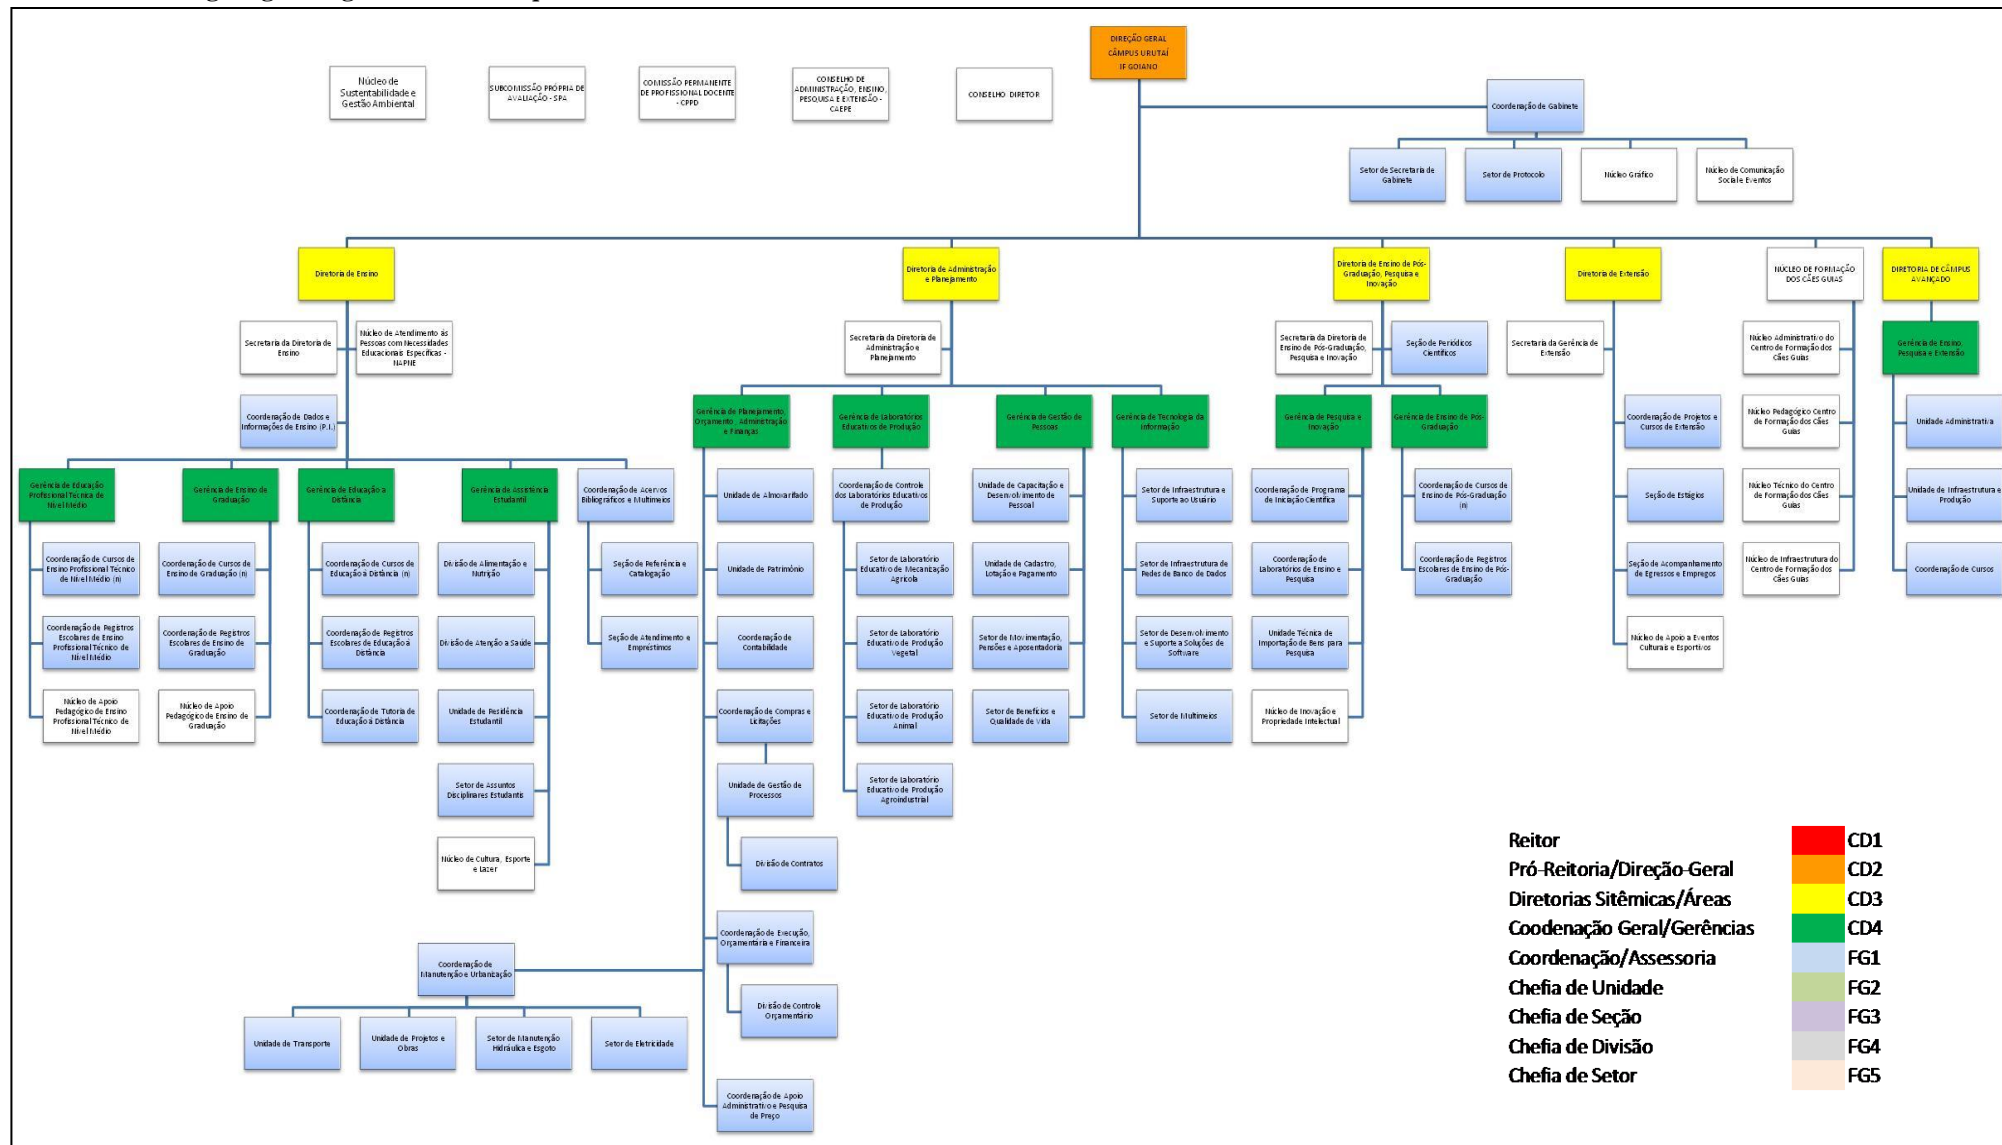 DIREÇÃO GERAL
CÂMPUS URUTAÍ
IF GOIANO
Núcleo de
Sustentabilidade e
Gestão Ambiental
SUBCOMISSÃO PRÓPRIA DE
AVALIAÇÃO - SPA
COMISSÃO PERMANENTE
DE PROFISSIONAL DOCENTE
- CPPD
CONSELHO DE
ADMINISTRAÇÃO, ENSINO,
PESQUISA E EXTENSÃO -
CAEPE
CONSELHO DIRETOR
Coordenação de Gabinete
Setor de Secretaria de
Gabinete
Setor de Protocolo
Núcleo Gráfico
Núcleo de Comunicação
Social e Eventos
Diretoria de Ensino
Diretoria de Administração
e Planejamento
Diretoria de Ensino de Pós-
Graduação, Pesquisa e
Inovação
Diretoria de Extensão
NÚCLEO DE FORMAÇÃO
DOS CÃES GUIAS
DIRETORIA DE CÂMPUS
AVANÇADO
Secretaria da Diretoria de
Ensino
Núcleo de Atendimento às
Pessoas com Necessidades
Educacionais Específicas -
NAPNE
Secretaria da Diretoria de
Administração e
Planejamento
Secretaria da Diretoria de
Ensino de Pós-Graduação,
Pesquisa e Inovação
Seção de Periódicos
Científicos
Secretaria da Gerência de
Extensão
Núcleo Administrativo do
Centro de Formação dos
Cães Guias
Gerência de Ensino,
Pesquisa e Extensão
Coordenação de Dados e
Informações de Ensino (P.I.)
Gerência de Planejamento,
Orçamento, Administração
e Finanças
Gerência de Laboratórios
Educativos de Produção
Gerência de Gestão de
Pessoas
Gerência de Tecnologia da
Informação
Gerência de Pesquisa e
Inovação
Gerência de Ensino de Pós-
Graduação
Coordenação de Projetos e
Cursos de Extensão
Núcleo Pedagógico Centro
de Formação dos Cães
Guias
Unidade Administrativa
Gerência de Educação
Profissional Técnica de
Nível Médio
Gerência de Ensino de
Graduação
Gerência de Educação a
Distância
Gerência de Assistência
Estudantil
Coordenação de Acervos
Bibliográficos e Multimeios
Unidade de Almoxarifado
Coordenação de Controle
dos Laboratórios Educativos
de Produção
Unidade de Capacitação e
Desenvolvimento de
Pessoal
Setor de Infraestrutura e
Suporte ao Usuário
Coordenação de Programa
de Iniciação Científica
Coordenação de Cursos de
Ensino de Pós-Graduação
(n)
Seção de Estágios
Núcleo Técnico do Centro
de Formação dos Cães
Guias
Unidade de Infraestrutura e
Produção
Coordenação de Cursos de
Ensino Profissional Técnico
de Nível Médio (n)
Coordenação de Cursos de
Ensino de Graduação (n)
Coordenação de Cursos de
Educação à Distância (n)
Divisão de Alimentação e
Nutrição
Seção de Referência e
Catalogação
Unidade de Patrimônio
Setor de Laboratório
Educativo de Mecanização
Agrícola
Unidade de Cadastro,
Lotação e Pagamento
Setor de Infraestrutura de
Redes de Banco de Dados
Coordenação de
Laboratórios de Ensino e
Pesquisa
Coordenação de Registros
Escolares de Ensino de Pós-
Graduação
Seção de Acompanhamento
de Egressos e Empregos
Núcleo de Infraestrutura do
Centro de Formação dos
Cães Guias
Coordenação de Cursos
Coordenação de Registros
Escolares de Ensino
Profissional Técnico de
Nível Médio
Coordenação de Registros
Escolares de Ensino de
Graduação
Coordenação de Registros
Escolares de Educação à
Distância
Divisão de Atenção a Saúde
Seção de Atendimento e
Empréstimos
Coordenação de
Contabilidade
Setor de Laboratório
Educativo de Produção
Vegetal
Setor de Movimentação,
Pensões e Aposentadoria
Setor de Desenvolvimento
e Suporte a Soluções de
Software
Unidade Técnica de
Importação de Bens para
Pesquisa
Núcleo de Apoio a Eventos
Culturais e Esportivos
Núcleo de Apoio
Pedagógico de Ensino
Profissional Técnico de
Nível Médio
Núcleo de Apoio
Pedagógico de Ensino de
Graduação
Coordenação de Tutoria de
Educação à Distância
Unidade de Residência
Estudantil
Coordenação de Compras e
Licitações
Setor de Laboratório
Educativo de Produção
Animal
Setor de Benefícios e
Qualidade de Vida
Setor de Multimeios
Núcleo de Inovação e
Propriedade Intelectual
Setor de Assuntos
Disciplinares Estudantis
Unidade de Gestão de
Processos
Setor de Laboratório
Educativo de Produção
Agroindustrial
Núcleo de Cultura, Esporte
e Lazer
Divisão de Contratos
Coordenação de Execução,
Orçamentária e Financeira
Coordenação de
Manutenção e Urbanização
Divisão de Controle
Orçamentário
Unidade de Transporte
Unidade de Projetos e
Obras
Setor de Manutenção
Hidráulica e Esgoto
Setor de Eletricidade
Coordenação de Apoio
Administrativo e Pesquisa
de Preço
Reitor CD1
Pró-Reitoria/Direção-Geral CD2
Diretorias Sitêmicas/Áreas CD3
Coodenação Geral/Gerências CD4
Coordenação/Assessoria FG1
Chefia de Unidade FG2
Chefia de Seção FG3
Chefia de Divisão FG4
Chefia de Setor FG5